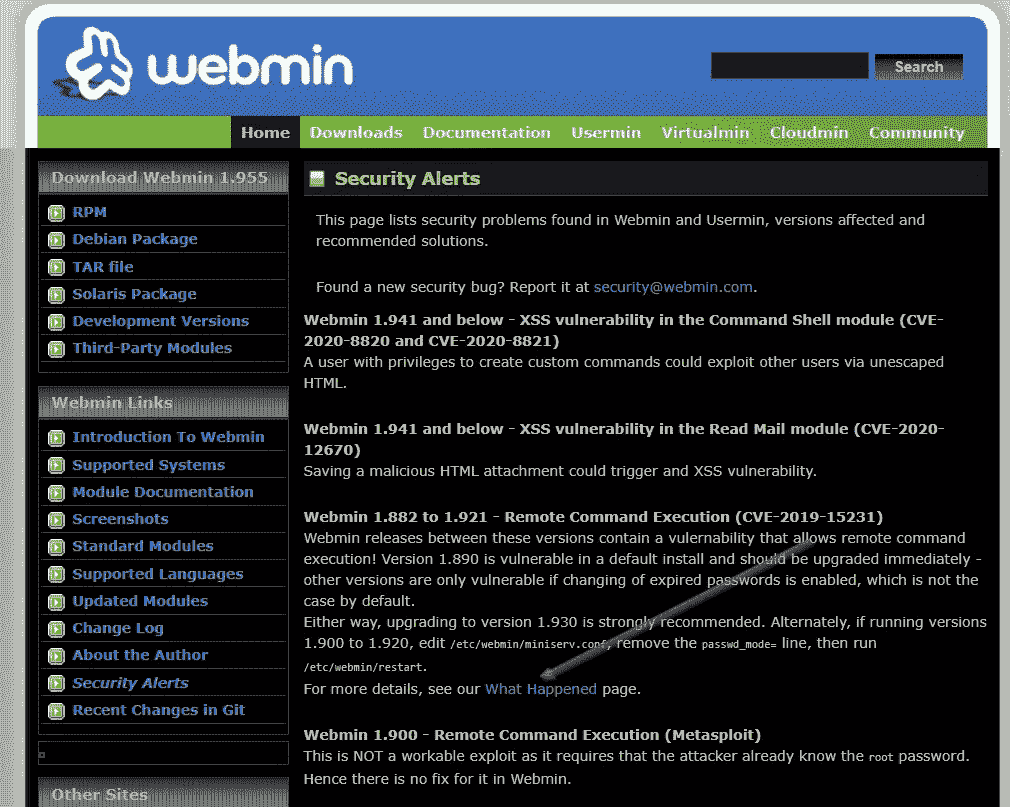 webmin
Search
Home Downloads Documentation Usermin Virtualmin Cloudmin Community
Download Webmin 1.955
RPM
Debian Package
TAR file
Solaris Package
Development Versions
Third-Party Modules
Webmin Links
Introduction To Webmin
Supported Systems
Module Documentation
Screenshots
Standard Modules
Supported Languages
Updated Modules
Change Log
About the Author
Security Alerts
Recent Changes in Git
Other Sites
Security Alerts
This page lists security problems found in Webmin and Usermin, versions affected and
recommended solutions.
Found a new security bug? Report it at security@webmin.com.
Webmin 1.941 and below - XSS vulnerability in the Command Shell module (CVE-
2020-8820 and CVE-2020-8821)
A user with privileges to create custom commands could exploit other users via unescaped
HTML.
Webmin 1.941 and below - XSS vulnerability in the Read Mail module (CVE-2020-
12670)
Saving a malicious HTML attachment could trigger and XSS vulnerability.
Webmin 1.882 to 1.921 - Remote Command Execution (CVE-2019-15231)
Webmin releases between these versions contain a vulernability that allows remote command
execution! Version 1.890 is vulnerable in a default install and should be upgraded immediately -
other versions are only vulnerable if changing of expired passwords is enabled, which is not the
case by default.
Either way, upgrading to version 1.930 is strongly recommended. Alternately, if running versions
1.900 to 1.920, edit /etc/webmin/miniserv.conf, remove the passwd_mode= line, then run
/etc/webmin/restart.
For more details, see our What Happened page.
Webmin 1.900 - Remote Command Execution (Metasploit)
This is NOT a workable exploit as it requires that the attacker already know the root password.
Hence there is no fix for it in Webmin.